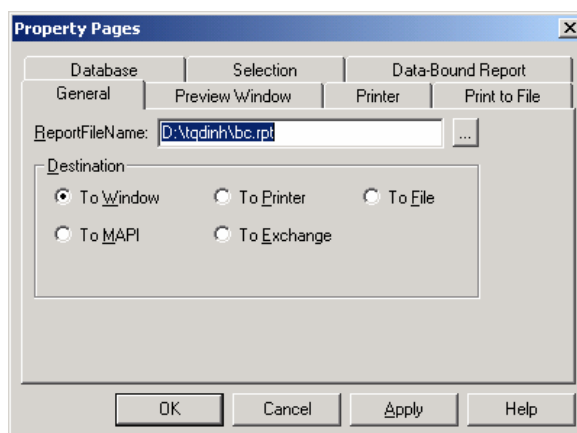 Property Pages
Database Selection Data-Bound Report
General Preview Window Printer Print to File
ReportFileName: D:\tqdinh\bc.rpt ...
Destination
To Window To Printer To File
To MAPI To Exchange
OK Cancel Apply Help